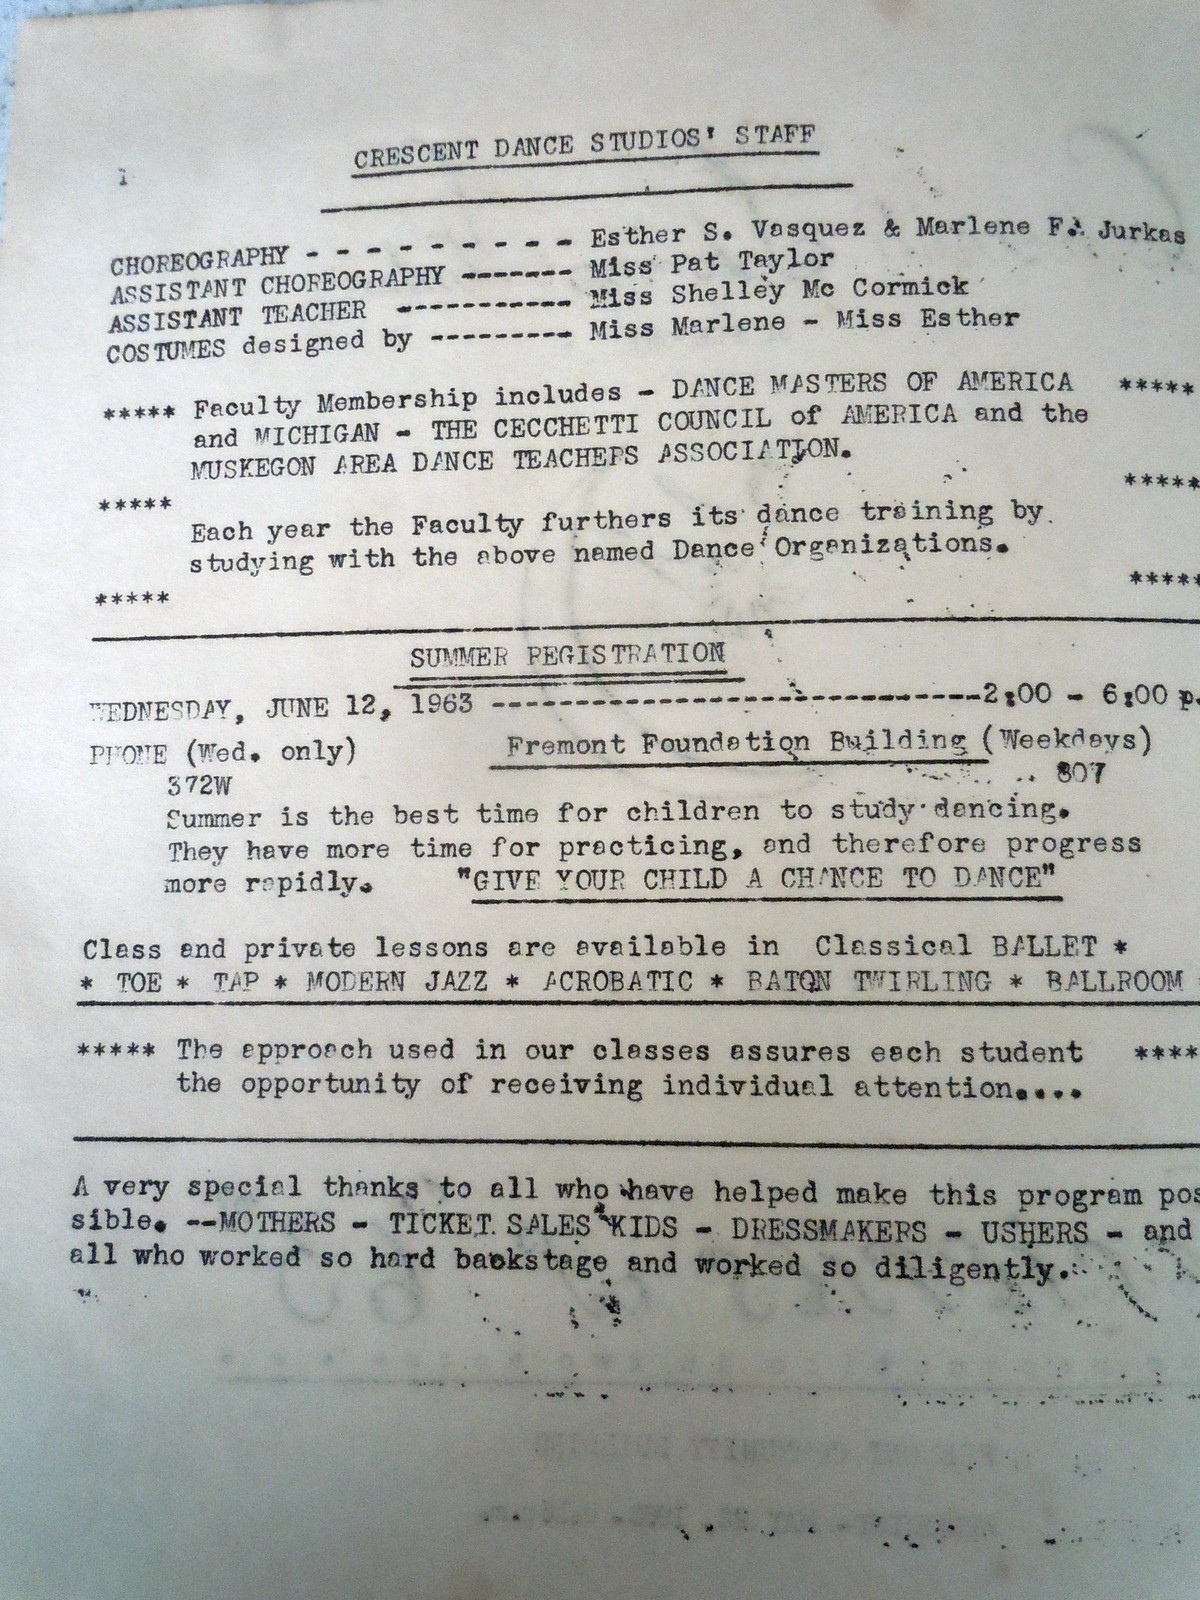 CRESCENT DANCE STUDIOS' STAFF
CHOREOGRAPHY - - - - - - - - - - Esther S. Vasquez & Marlene F. Jurkas
ASSISTANT CHOREOGRAPHY ------- Miss Pat Taylor
ASSISTANT TEACHER ----------- Miss Shelley Mc Cormick
COSTUMES designed by --------- Miss Marlene - Miss Esther
***** Faculty Membership includes - DANCE MASTERS OF AMERICA *****
and MICHIGAN - THE CECCHETTI COUNCIL of AMERICA and the
MUSKEGON AREA DANCE TEACHERS ASSOCIATION.
***** *****
Each year the Faculty furthers its dance training by
studying with the above named Dance Organizations.
***** *****
SUMMER REGISTRATION
WEDNESDAY, JUNE 12, 1963 ------------------------------2:00 - 6:00 p.
PHONE (Wed. only) Fremont Foundation Building (Weekdays)
372W 807
Summer is the best time for children to study dancing.
They have more time for practicing, and therefore progress
more rapidly. "GIVE YOUR CHILD A CHANCE TO DANCE"
Class and private lessons are available in Classical BALLET *
* TOE * TAP * MODERN JAZZ * ACROBATIC * BATON TWIRLING * BALLROOM
***** The approach used in our classes assures each student ****
the opportunity of receiving individual attention....
A very special thanks to all who have helped make this program pos
sible. --MOTHERS - TICKET SALES KIDS - DRESSMAKERS - USHERS - and
all who worked so hard backstage and worked so diligently.